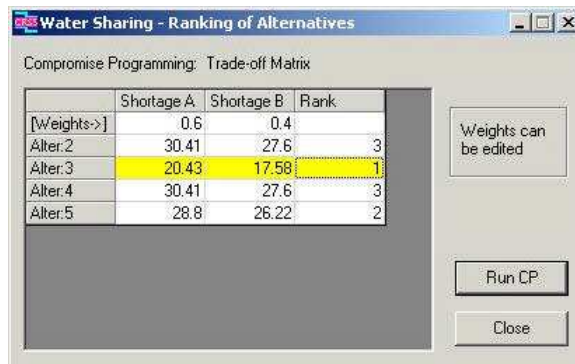 Water Sharing - Ranking of Alternatives
Compromise Programming: Trade-off Matrix
Shortage A Shortage B Rank
[Weights->] 0.6 0.4
Alter:2 30.41 27.6 3
Alter:3 20.43 17.58 1
Alter:4 30.41 27.6 3
Alter:5 28.8 26.22 2
Weights can
be edited
Run CP
Close